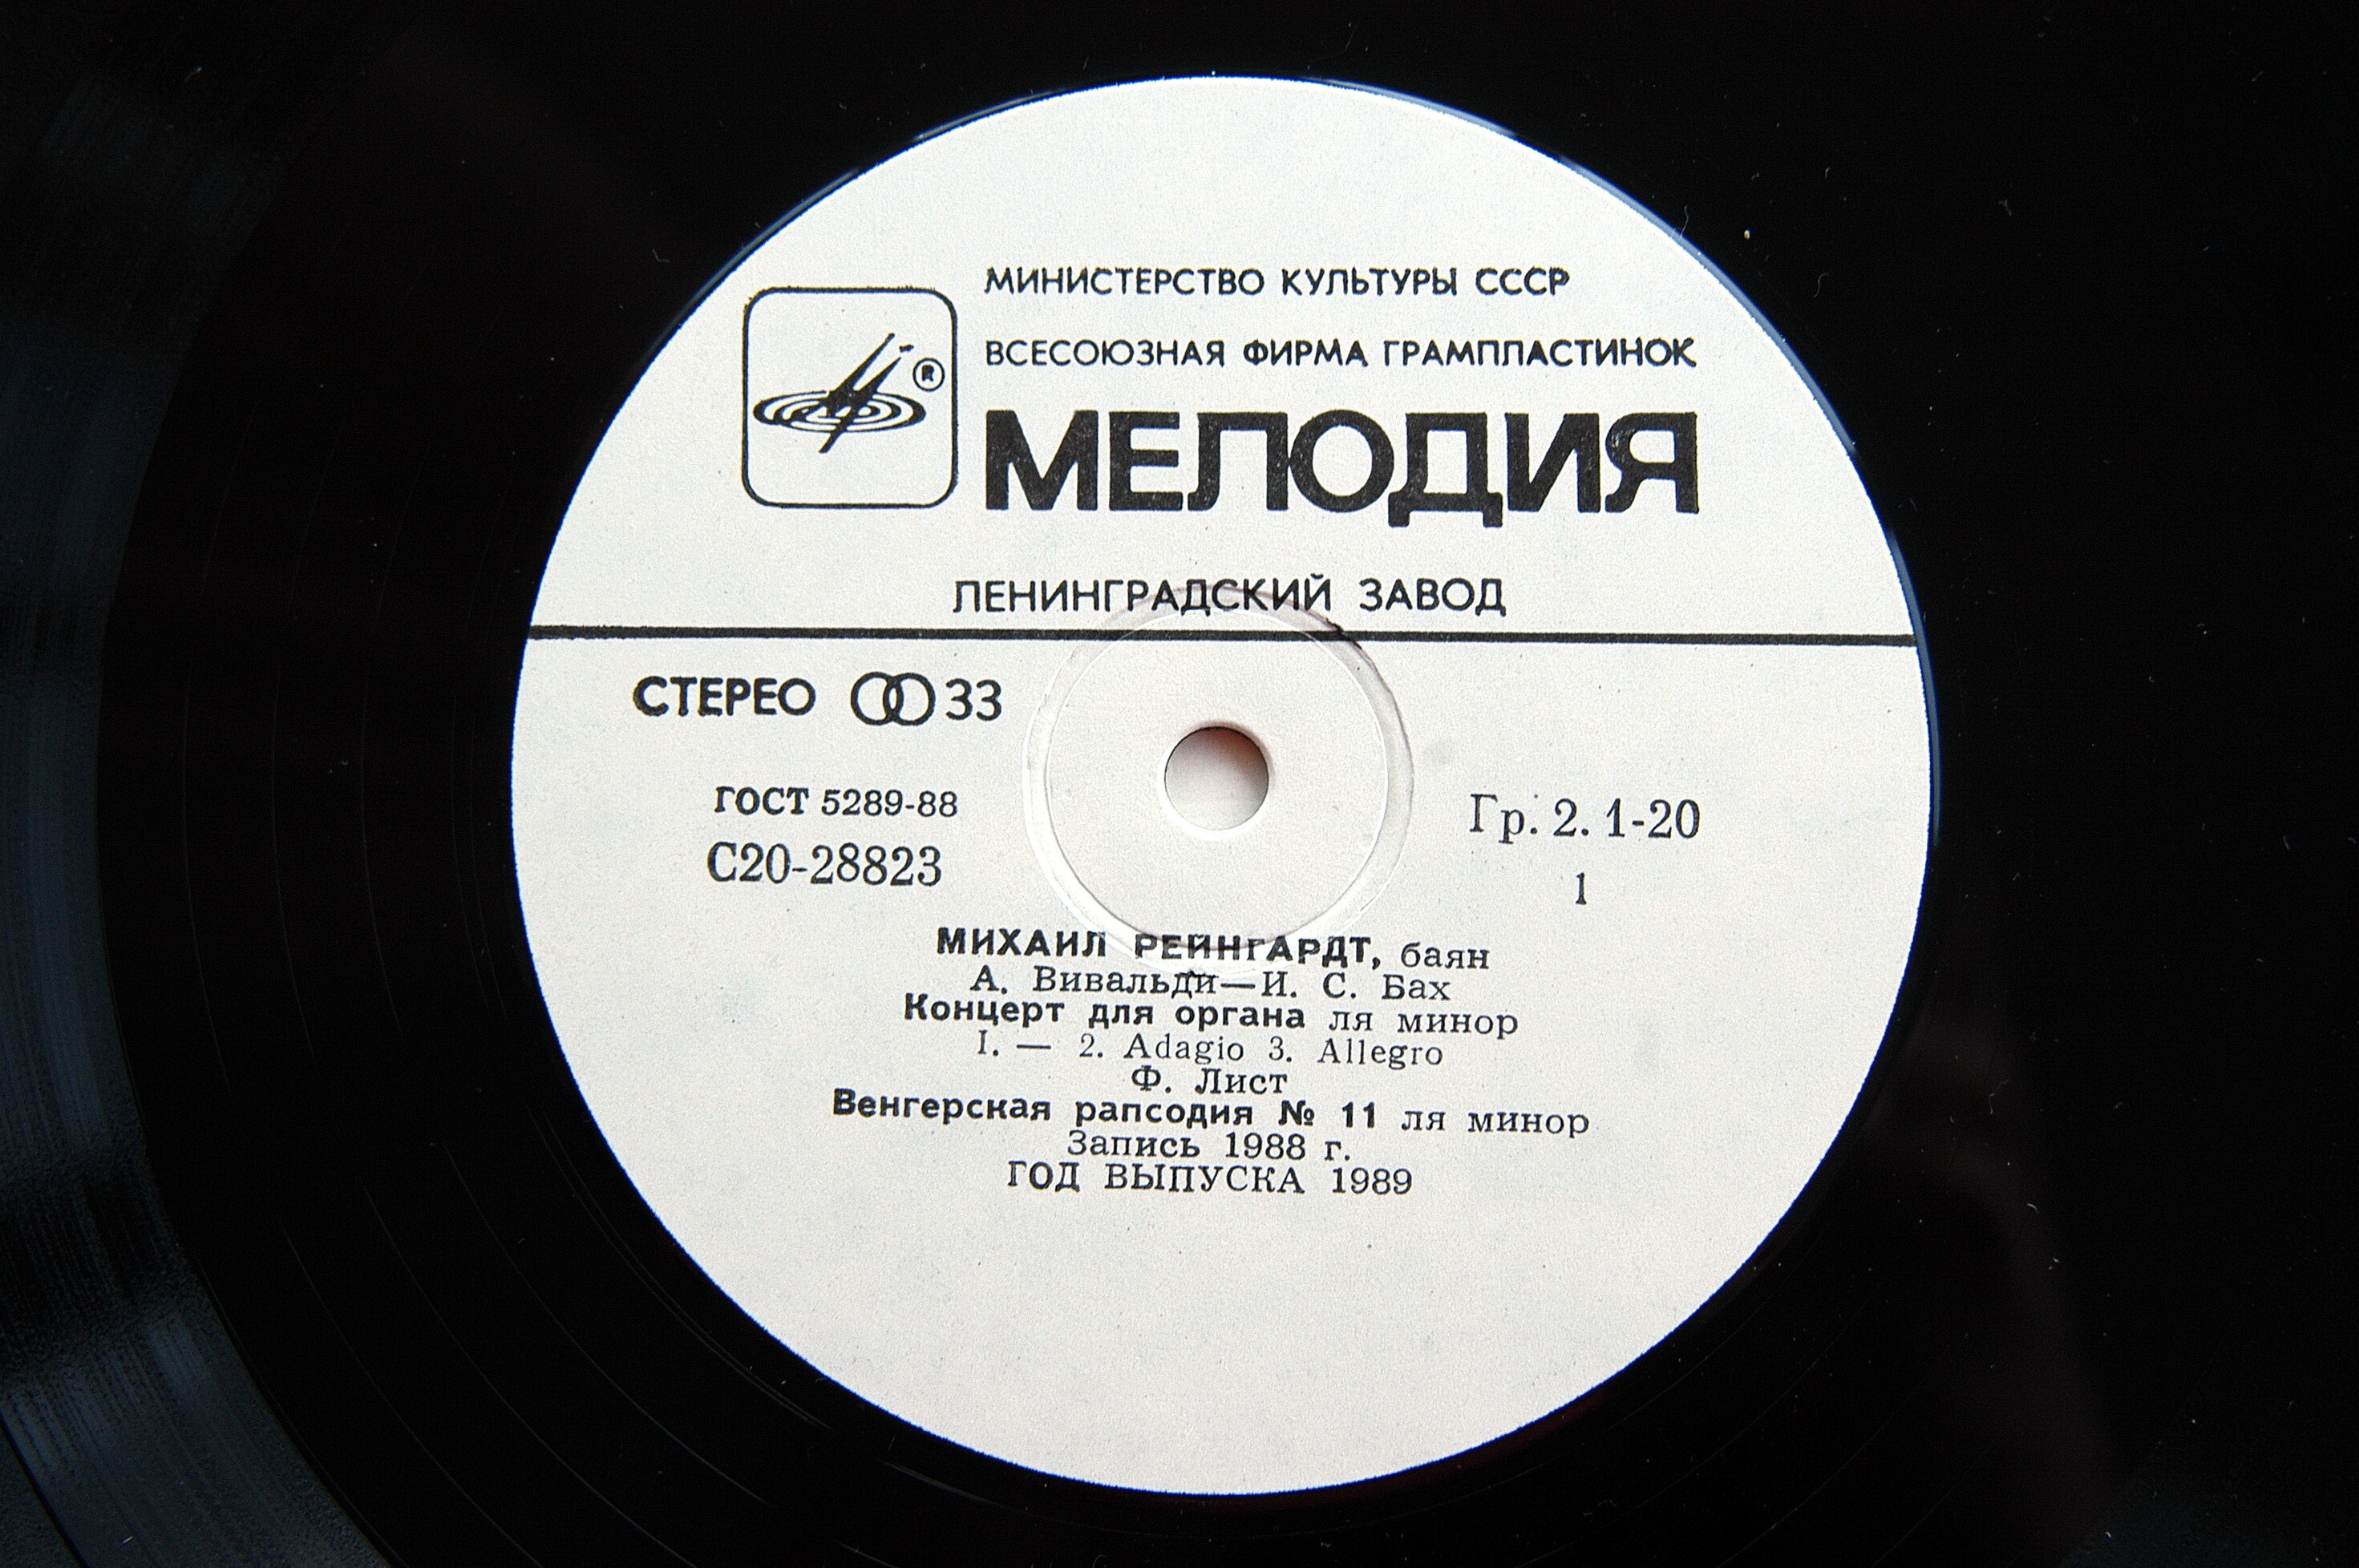 МИНИСТЕРСТВО КУЛЬТУРЫ СССР
ВСЕСОЮЗНАЯ ФИРМА ГРАМПЛАСТИНОК
®
МЕЛОДИЯ
ЛЕНИНГРАДСКИЙ ЗАВОД
СТЕРЕО 33
ГОСТ 5289-88
С20-28823
Гр. 2. 1-20
1
МИХАИЛ РЕЙНГАРДТ, баян
А. Вивальди—И. С. Бах
Концерт для органа ля минор
I. — 2. Adagio 3. Allegro
Ф. Лист
Венгерская рапсодия № 11 ля минор
Запись 1988 г.
ГОД ВЫПУСКА 1989